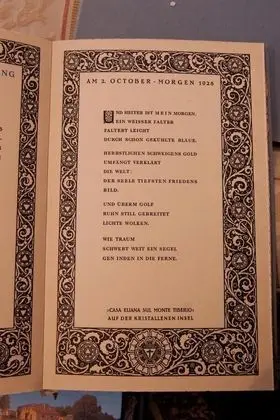 NG
AM 2. OCTOBER - MORGEN 1926
UND HEITER IST MEIN MORGEN.
EIN WEISSER FALTER
FALTERT LEICHT
DURCH SCHON GEKÜHLTE BLAUE.
HERBSTLICHEN SCHWEIGENS GOLD
UMFÄNGT VERKLÄRT
DIE WELT:
DER SEELE TIEFSTEN FRIEDENS
BILD.
UND ÜBERM GOLF
RUHN STILL GEBREITET
LICHTE WOLKEN.
WIE TRAUM
SCHWEBT WEIT EIN SEGEL
GEN INDEN IN DIE FERNE.
»CASA ELIANA SUL MONTE TIBERIO«
AUF DER KRISTALLENEN INSEL